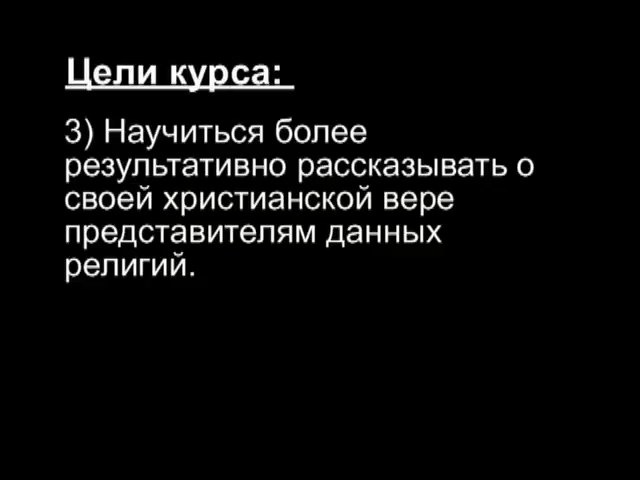 Цели курса:
3) Научиться более
результативно рассказывать о
своей христианской вере
представителям данных
религий.